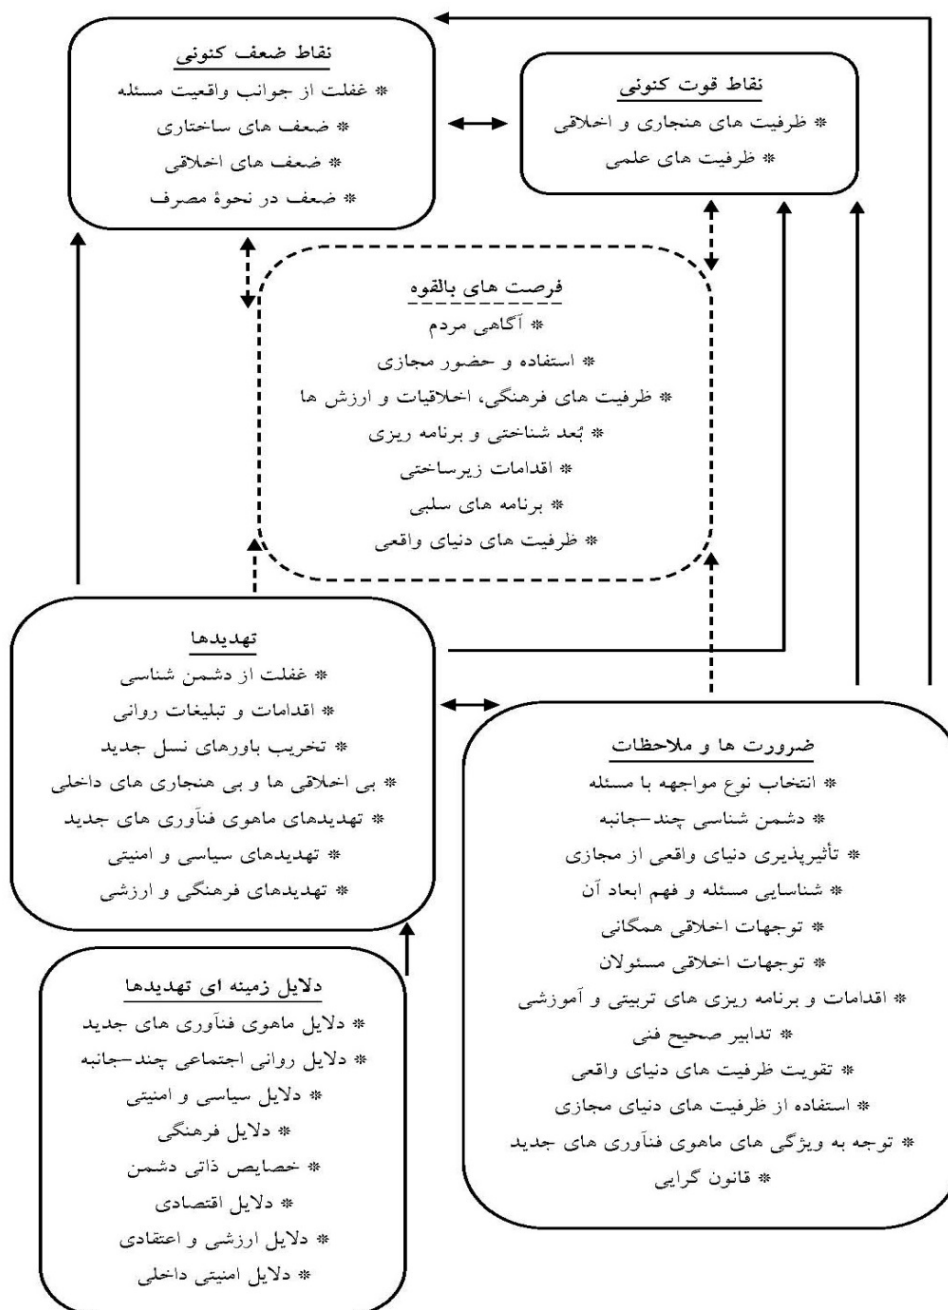 نقاط ضعف کنونی
* غفلت از جوانب واقعیت مسئله
* ضعف های ساختاری
* ضعف های اخلاقی
* ضعف در نحوۀ مصرف
نقاط قوت کنونی
* ظرفیت های هنجاری و اخلاقی
* ظرفیت های علمی
فرصت های بالقوه
* آگاهی مردم
* استفاده و حضور مجازی
* ظرفیت های فرهنگی، اخلاقیات و ارزش ها
* بُعد شناختی و برنامه ریزی
* اقدامات زیرساختی
* برنامه های سلبی
* ظرفیت های دنیای واقعی
تهدیدها
* غفلت از دشمن شناسی
* اقدامات و تبلیغات روانی
* تخریب باورهای نسل جدید
* بی اخلاقی ها و بی هنجاری های داخلی
* تهدیدهای ماهوی فنآوری های جدید
* تهدیدهای سیاسی و امنیتی
* تهدیدهای فرهنگی و ارزشی
ضرورت ها و ملاحظات
* انتخاب نوع مواجهه با مسئله
* دشمن شناسی چند-جانبه
* تأثیرپذیری دنیای واقعی از مجازی
* شناسایی مسئله و فهم ابعاد آن
* توجهات اخلاقی همگانی
* توجهات اخلاقی مسئولان
* اقدامات و برنامه ریزی های تربیتی و آموزشی
* تدابیر صحیح فنی
* تقویت ظرفیت های دنیای واقعی
* استفاده از ظرفیت های دنیای مجازی
* توجه به ویژگی های ماهوی فنآوری های جدید
* قانون گرایی
دلایل زمینه ای تهدیدها
* دلایل ماهوی فنآوری های جدید
* دلایل روانی اجتماعی چند-جانبه
* دلایل سیاسی و امنیتی
* دلایل فرهنگی
* خصایص ذاتی دشمن
* دلایل اقتصادی
* دلایل ارزشی و اعتقادی
* دلایل امنیتی داخلی